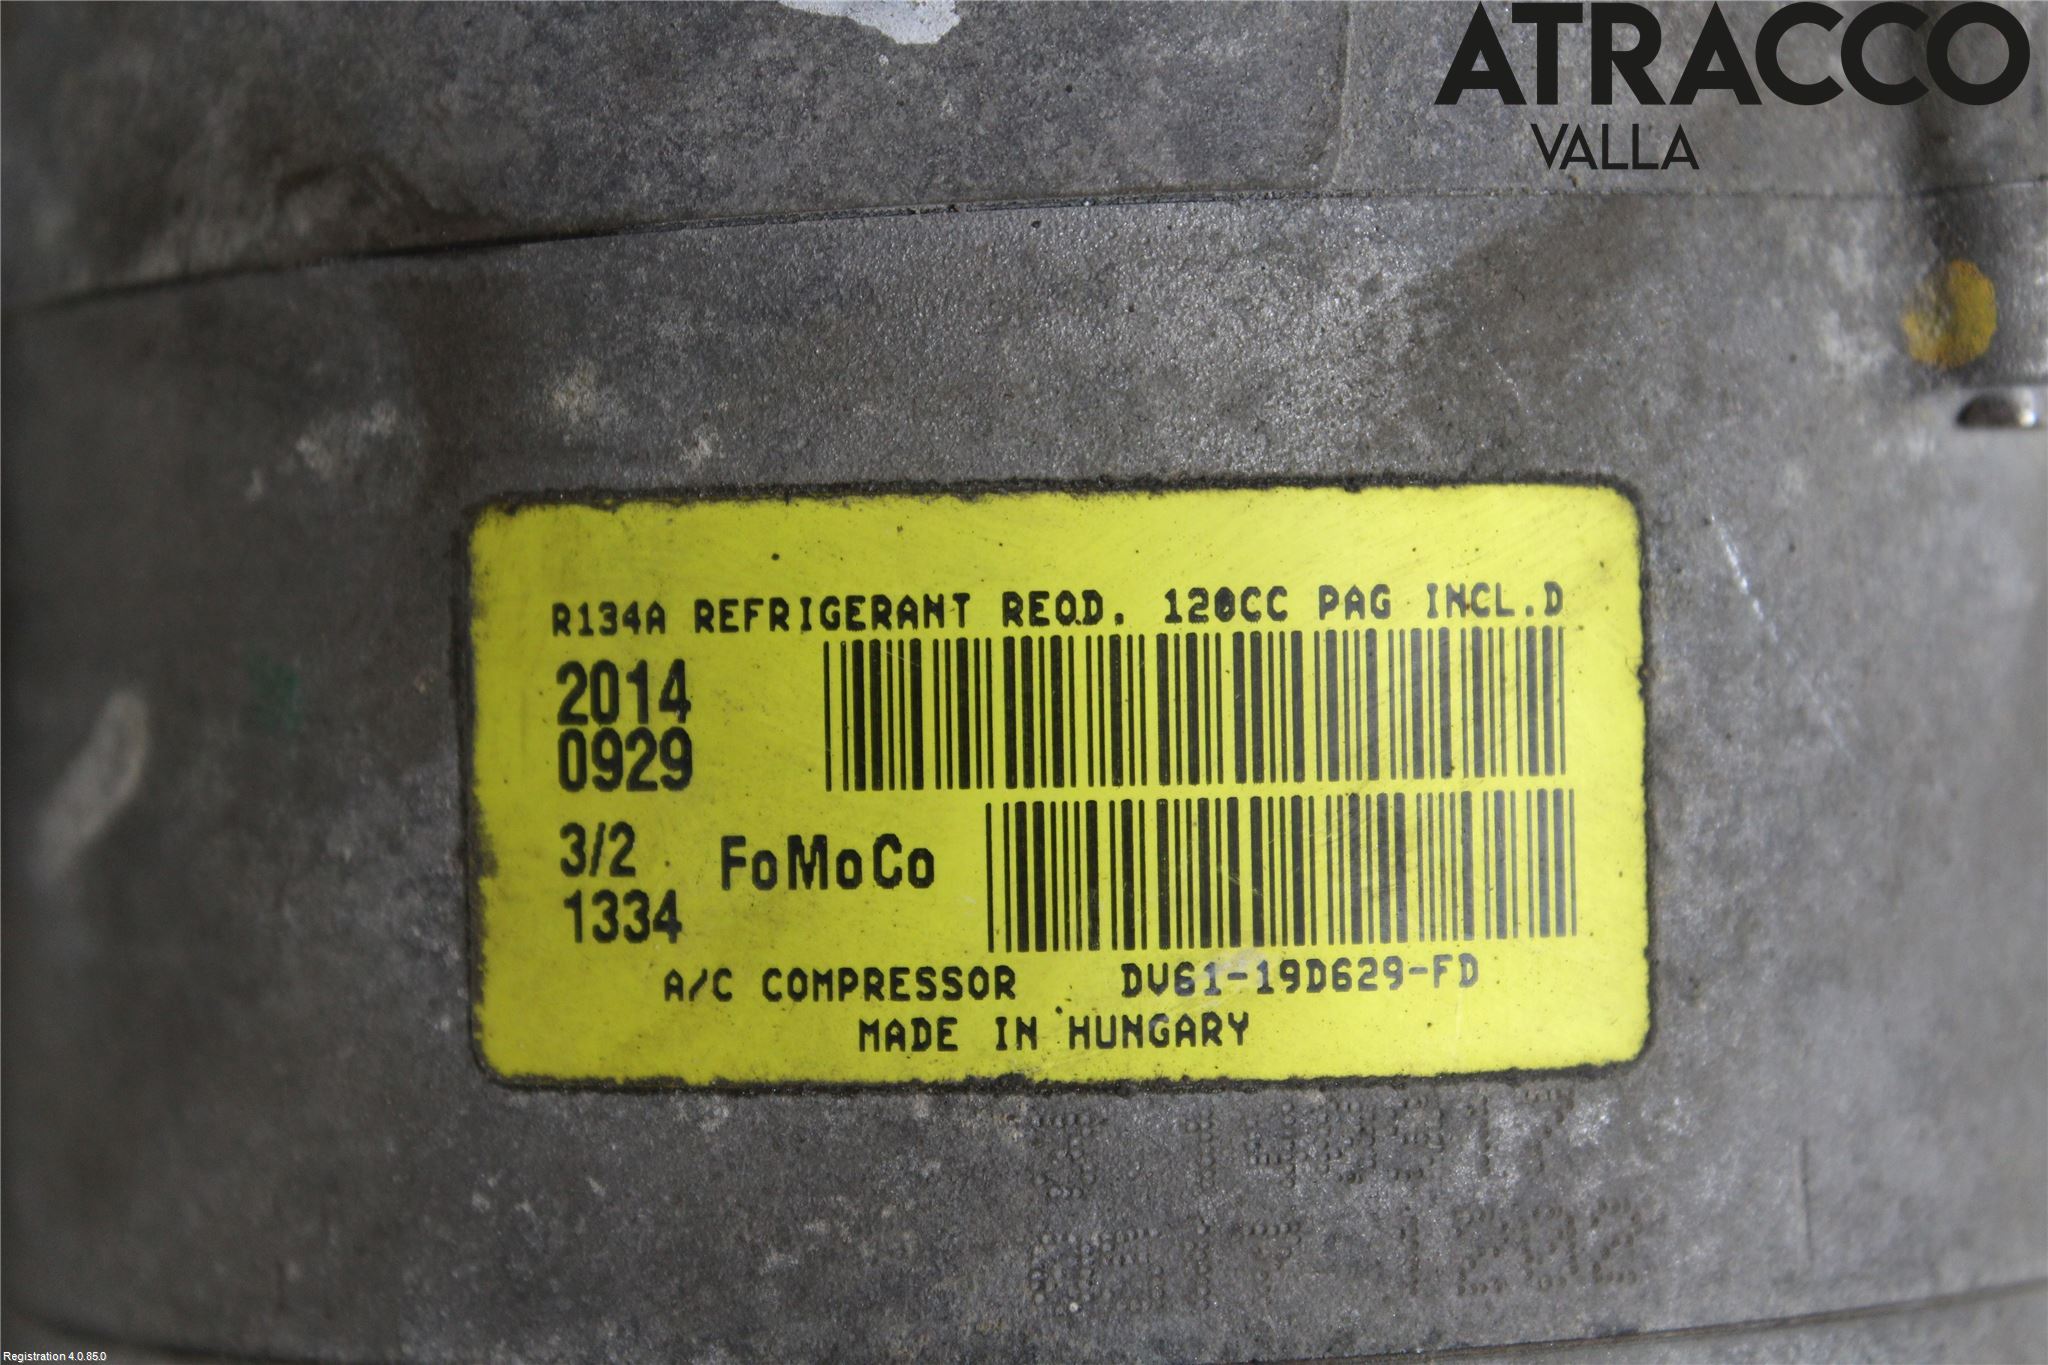 ATRACCO
VALLA
R134A REFRIGERANT REQD. 120CC PAG INCL.D
2014
0929
3/2 FoMoCo
1334
A/C COMPRESSOR DV61-19D629-FD
MADE IN HUNGARY
Registration 4.0.85.0